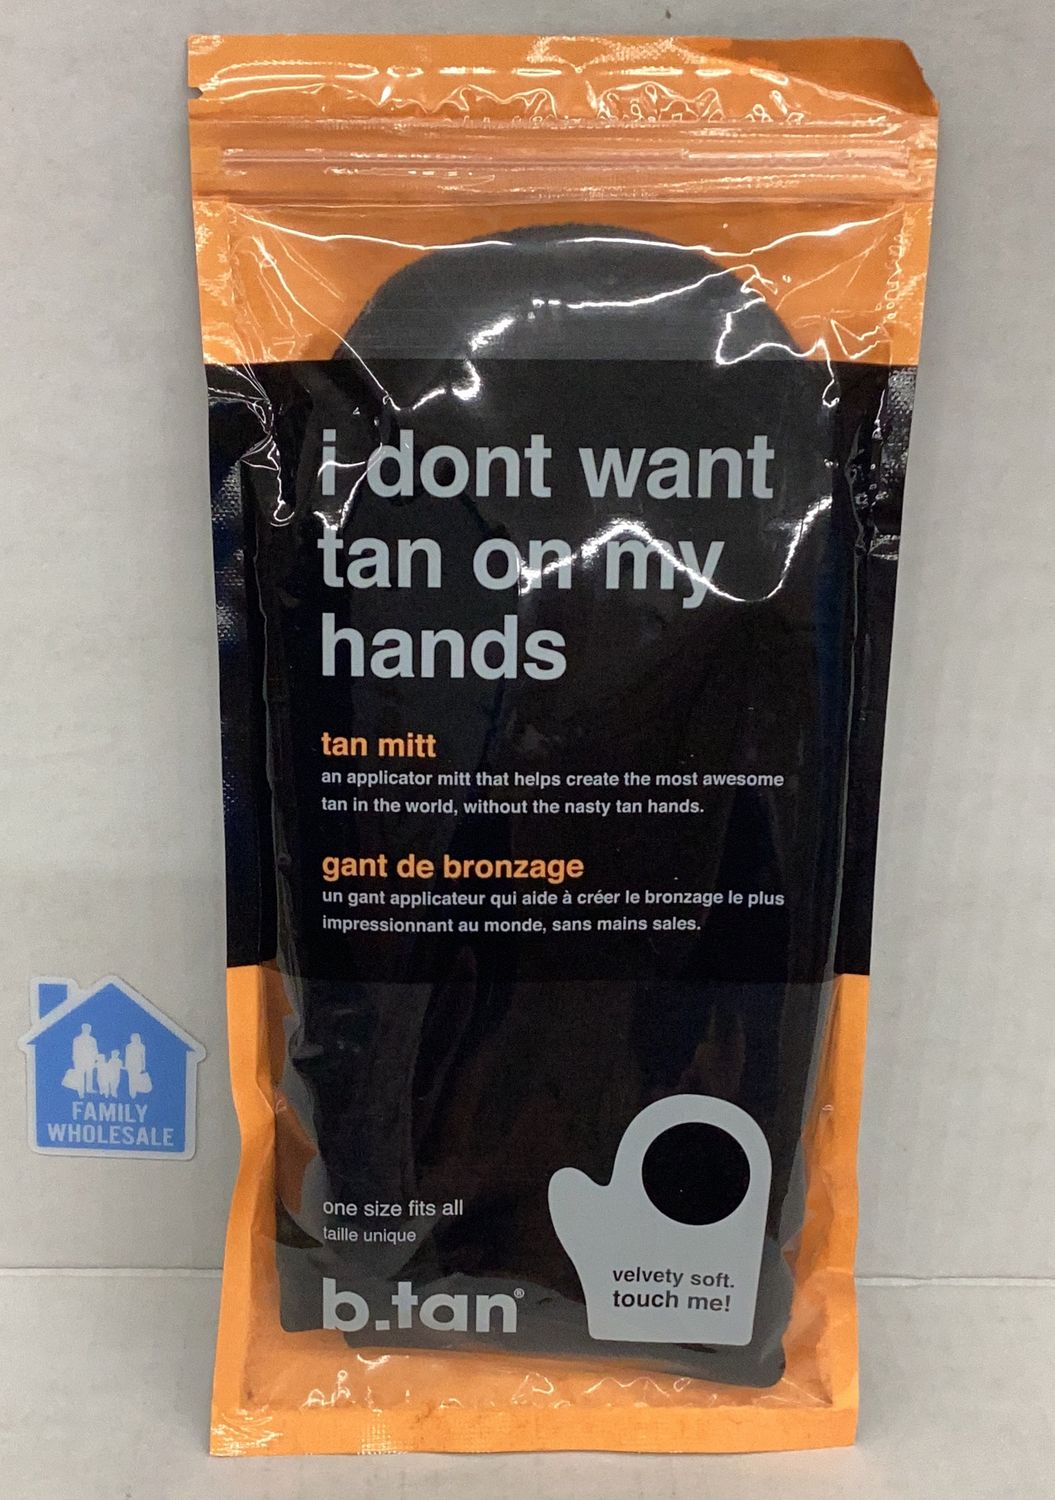 i dont want
tan on my
hands
tan mitt
an applicator mitt that helps create the most awesome
tan in the world, without the nasty tan hands.
gant de bronzage
un gant applicateur qui aide à créer le bronzage le plus
impressionnant au monde, sans mains sales.
FAMILY
WHOLESALE
one size fits all
taille unique
b.tan®
velvety soft.
touch me!